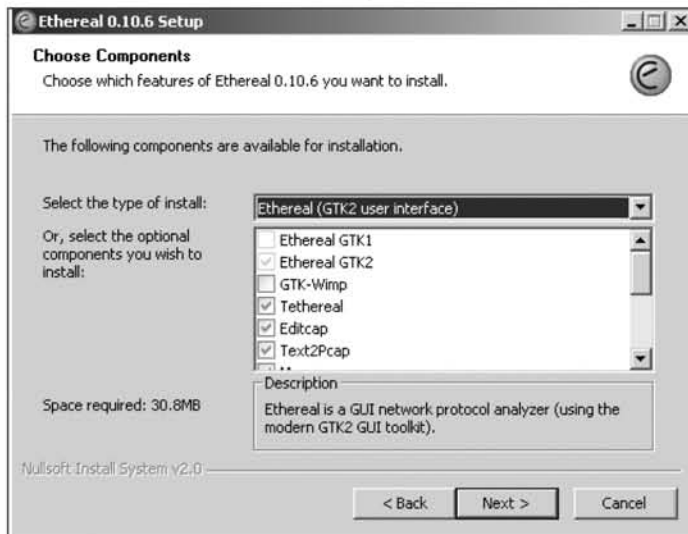 Ethereal 0.10.6 Setup
Choose Components
Choose which features of Ethereal 0.10.6 you want to install.
The following components are available for installation.
Select the type of install:
Ethereal (GTK2 user interface)
Or, select the optional
components you wish to
install:
Ethereal GTK1
Ethereal GTK2
GTK-Wimp
Tethereal
Editcap
Text2Pcap
Space required: 30.8MB
Description
Ethereal is a GUI network protocol analyzer (using the
modern GTK2 GUI toolkit).
Nullsoft Install System v2.0
< Back
Next >
Cancel